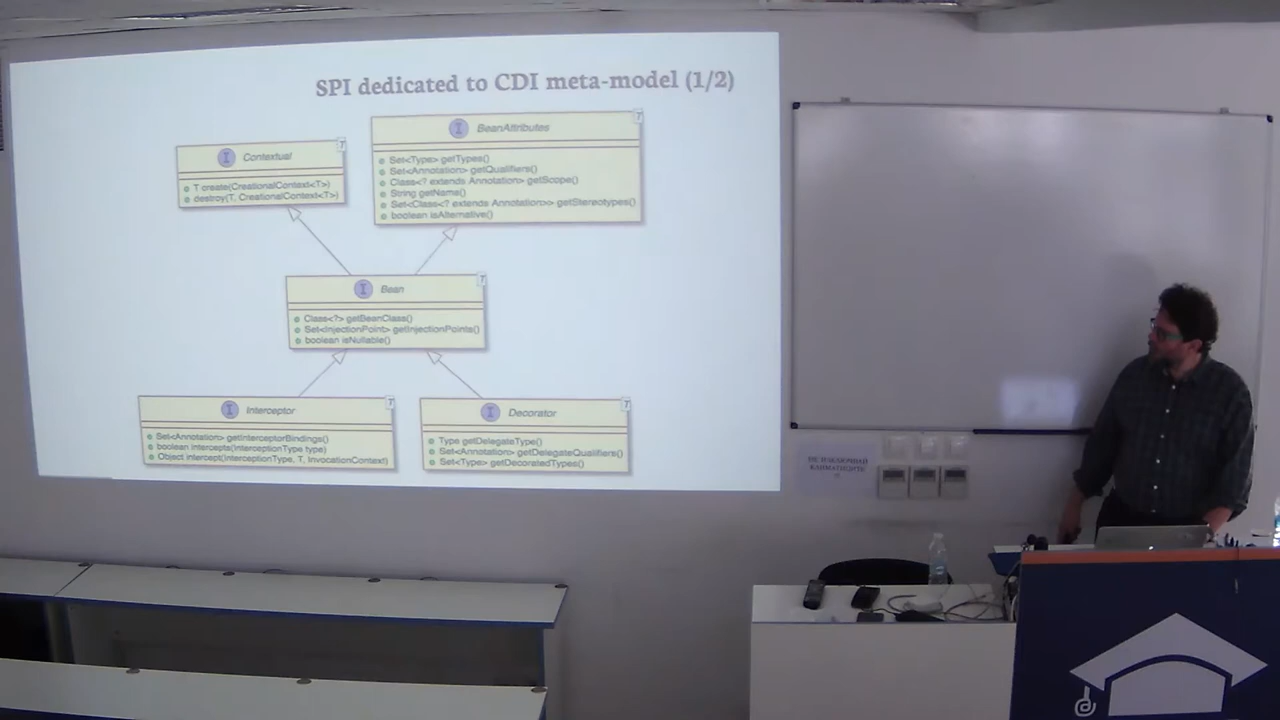 SPI dedicated to CDI meta-model (1/2)
I Contextual T
T create(CreationalContext<T>)
destroy(T, CreationalContext<T>)
I BeanAttributes T
Set<Type> getTypes()
Set<Annotation> getQualifiers()
Class<? extends Annotation> getScope()
String getName()
Set<Class<? extends Annotation>> getStereotypes()
boolean isAlternative()
I Bean T
Class<?> getBeanClass()
Set<InjectionPoint> getInjectionPoints()
boolean isNullable()
I Interceptor T
Set<Annotation> getInterceptorBindings()
boolean intercepts(InterceptionType type)
Object intercept(InterceptionType, T, InvocationContext)
I Decorator T
Type getDelegateType()
Set<Annotation> getDelegateQualifiers()
Set<Type> getDecoratedTypes()
НЕ ИЗКЛЮЧВАЙ
КЛИМАТИЦИТЕ